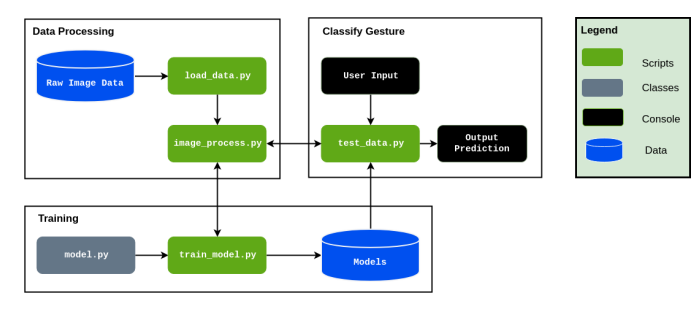 Data Processing
Raw Image Data
load_data.py
image_process.py
Classify Gesture
User Input
test_data.py
Output
Prediction
Training
model.py
train_model.py
Models
Legend
Scripts
Classes
Console
Data